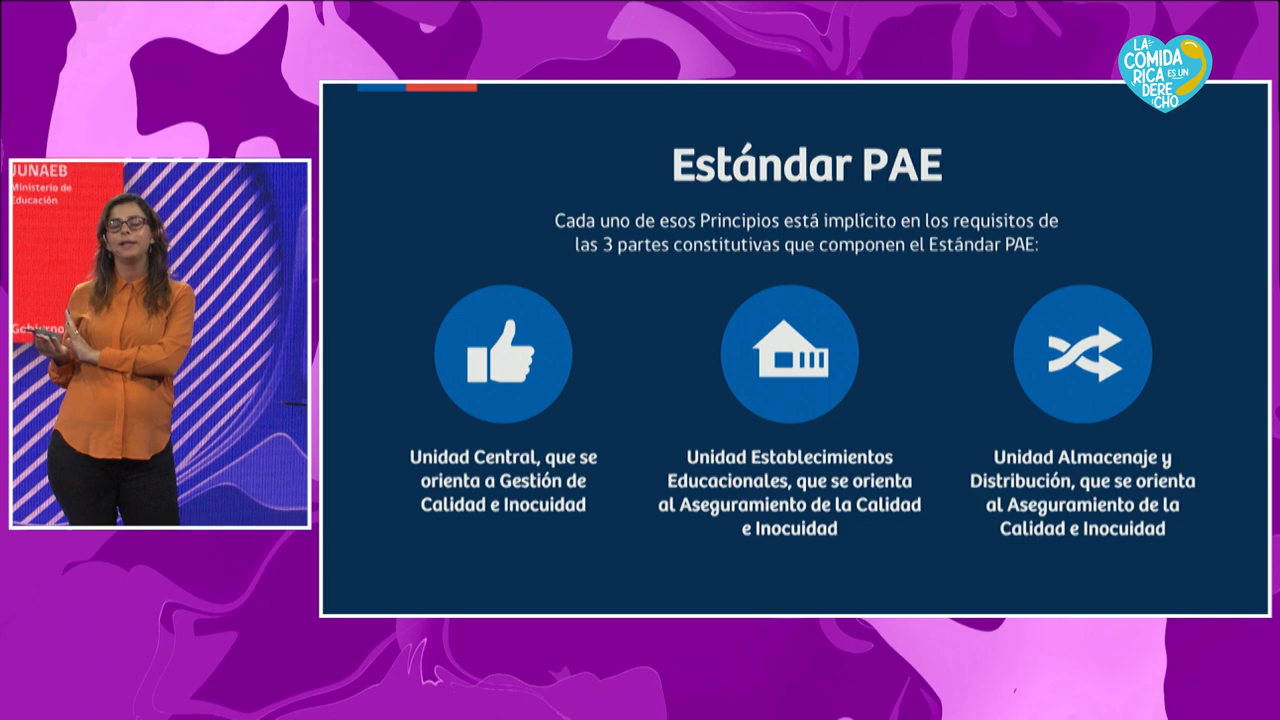 LA
COMIDA
RICA ES UN
DERE
CHO
JUNAEB
Ministerio de
Educación
Gobierno
Estándar PAE
Cada uno de esos Principios está implícito en los requisitos de
las 3 partes constitutivas que componen el Estándar PAE:
Unidad Central, que se
orienta a Gestión de
Calidad e Inocuidad
Unidad Establecimientos
Educacionales, que se orienta
al Aseguramiento de la Calidad
e Inocuidad
Unidad Almacenaje y
Distribución, que se orienta
al Aseguramiento de la
Calidad e Inocuidad